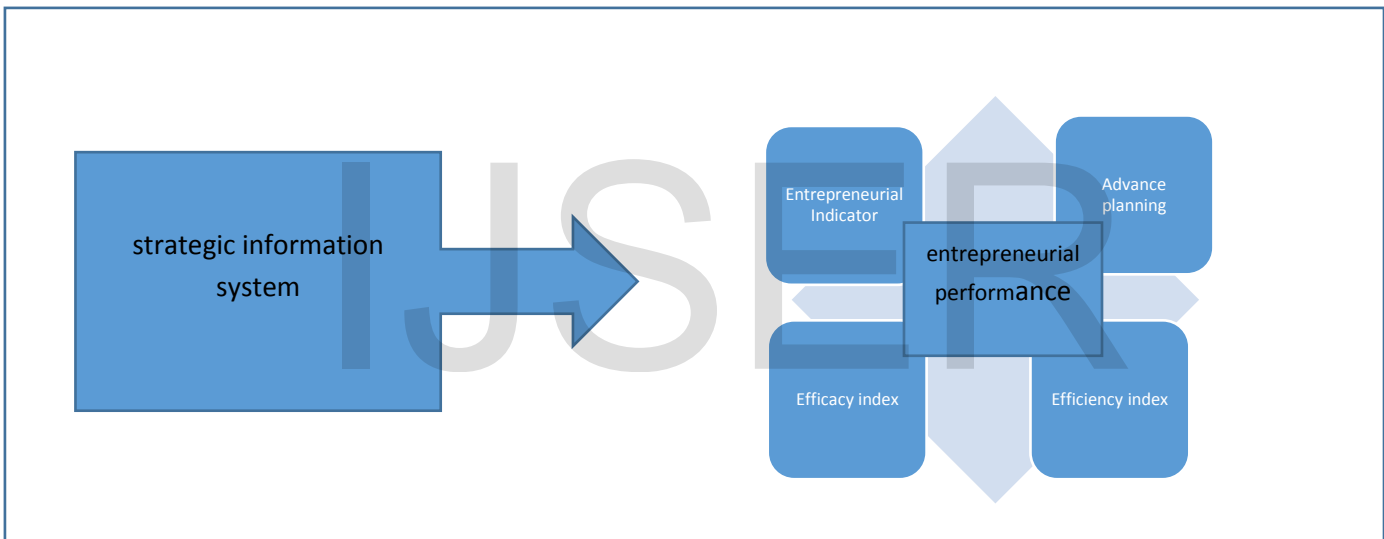 strategic information
system
Entrepreneurial
Indicator
Advance
planning
entrepreneurial
performance
Efficacy index
Efficiency index
IJSER